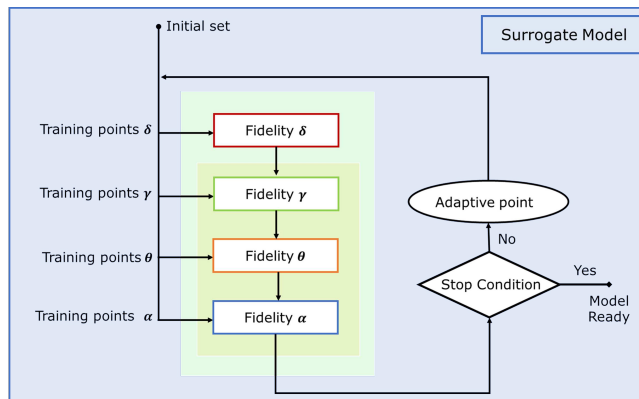 Initial set
Surrogate Model
Training points δ
Fidelity δ
Training points γ
Fidelity γ
Adaptive point
No
Training points θ
Fidelity θ
Yes
Stop Condition
Model
Ready
Training points α
Fidelity α